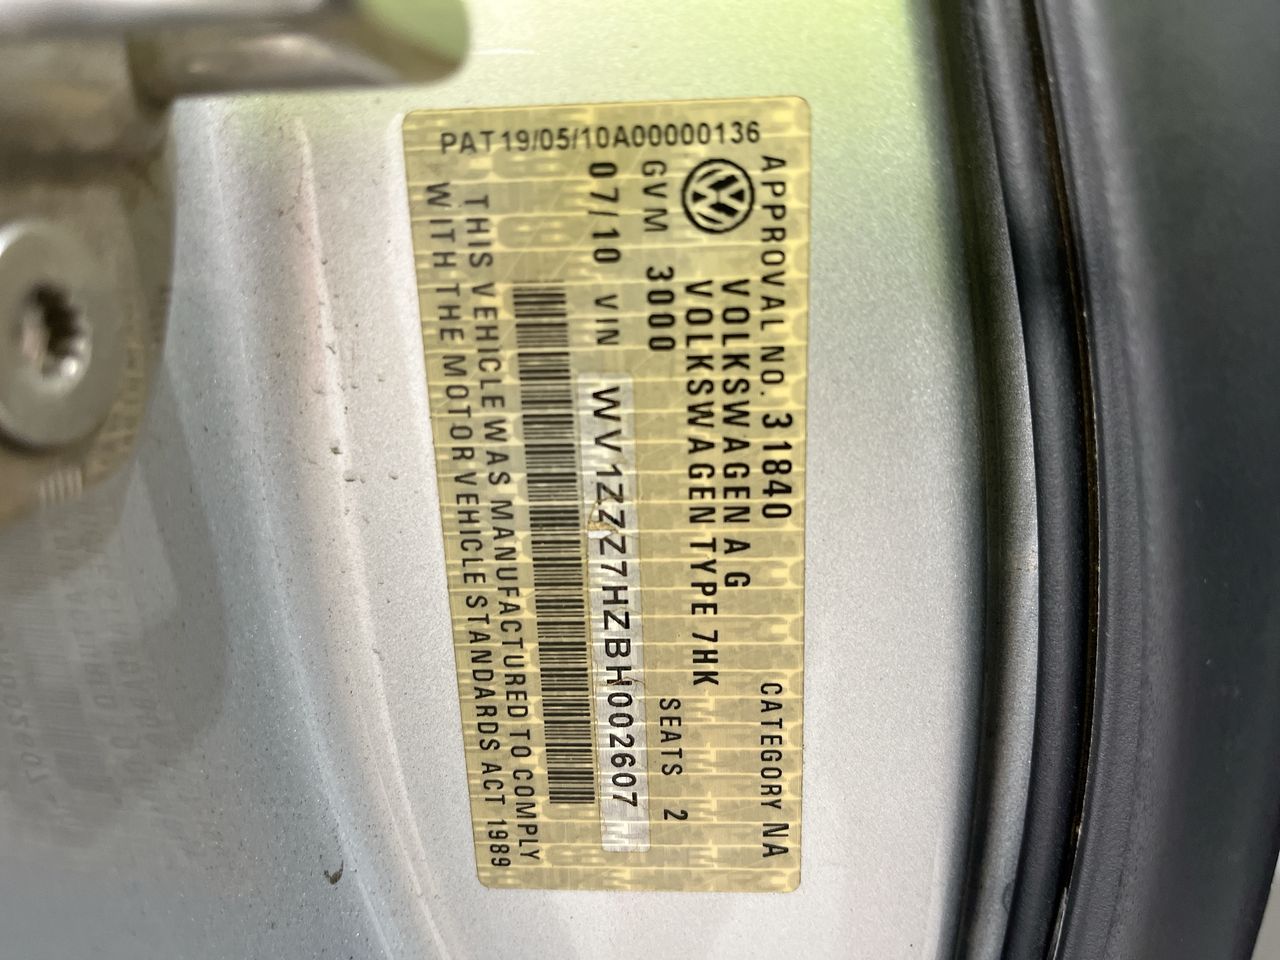 PAT19/05/10A00000136
APPROVAL NO. 31840 CATEGORY NA
VOLKSWAGEN AG
VOLKSWAGEN TYPE 7HK
GVM 3000 SEATS 2
07/10 VIN WV1ZZZ7HZBH002607
THIS VEHICLE WAS MANUFACTURED TO COMPLY
WITH THE MOTOR VEHICLE STANDARDS ACT 1989